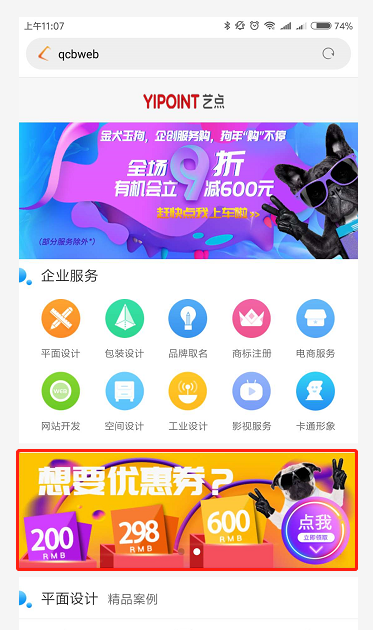 上午11:07
74%
qcbweb
YIPOINT 艺点
金犬玉狗，企创服务购，狗年“购”不停
全场9折
有机会立减600元
赶快点我上车啦 ?>
（部分服务除外*）
企业服务
平面设计 包装设计 品牌取名 商标注册 电商服务
网站开发 空间设计 工业设计 影视服务 卡通形象
想要优惠券？
200 RMB
298 RMB
600 RMB
点我
立即领取
平面设计 精品案例